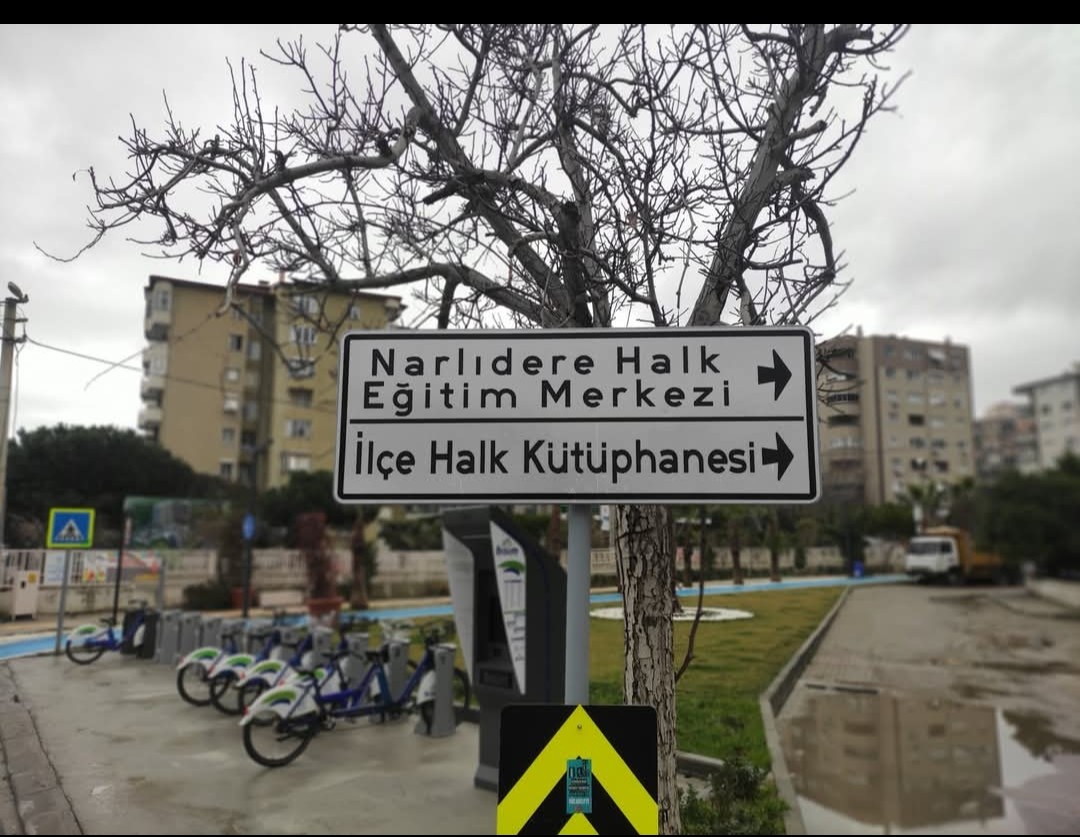 Narlıdere Halk
Eğitim Merkezi
İlçe Halk Kütüphanesi